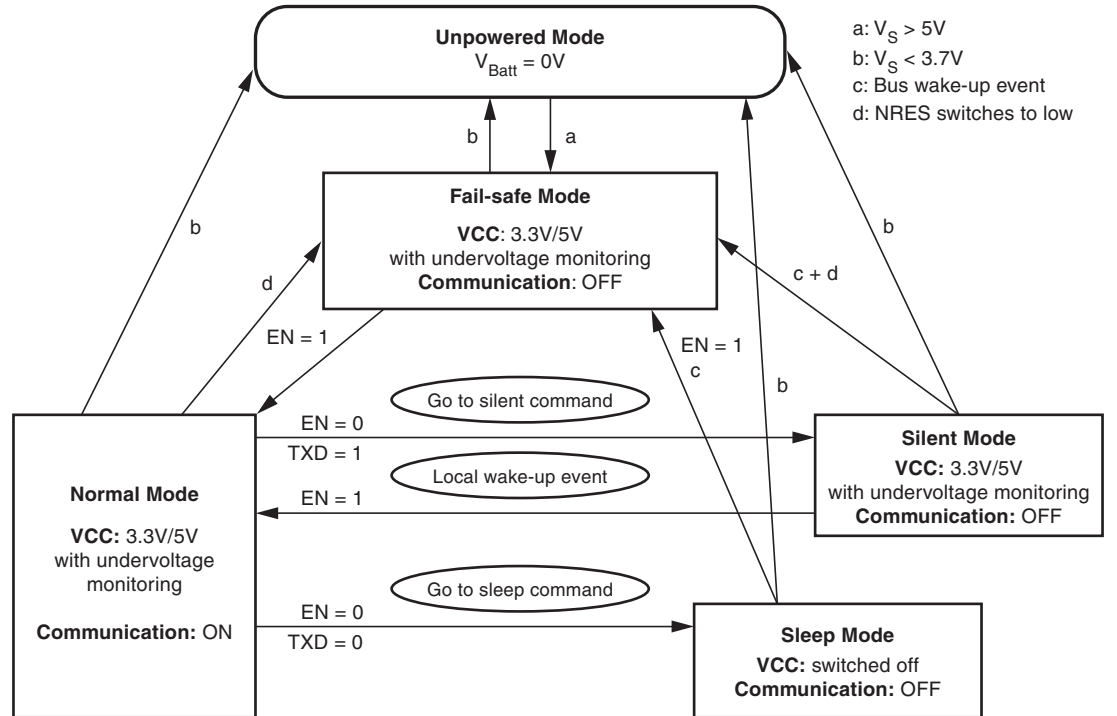 Unpowered Mode
V_Batt = 0V
a: V_S > 5V
b: V_S < 3.7V
c: Bus wake-up event
d: NRES switches to low
b
a
Fail-safe Mode
VCC: 3.3V/5V
with undervoltage monitoring
Communication: OFF
b
b
d
c + d
EN = 1
EN = 1
c
b
Go to silent command
EN = 0
TXD = 1
Local wake-up event
EN = 1
Silent Mode
VCC: 3.3V/5V
with undervoltage monitoring
Communication: OFF
Normal Mode
VCC: 3.3V/5V
with undervoltage
monitoring
Communication: ON
Go to sleep command
EN = 0
TXD = 0
Sleep Mode
VCC: switched off
Communication: OFF